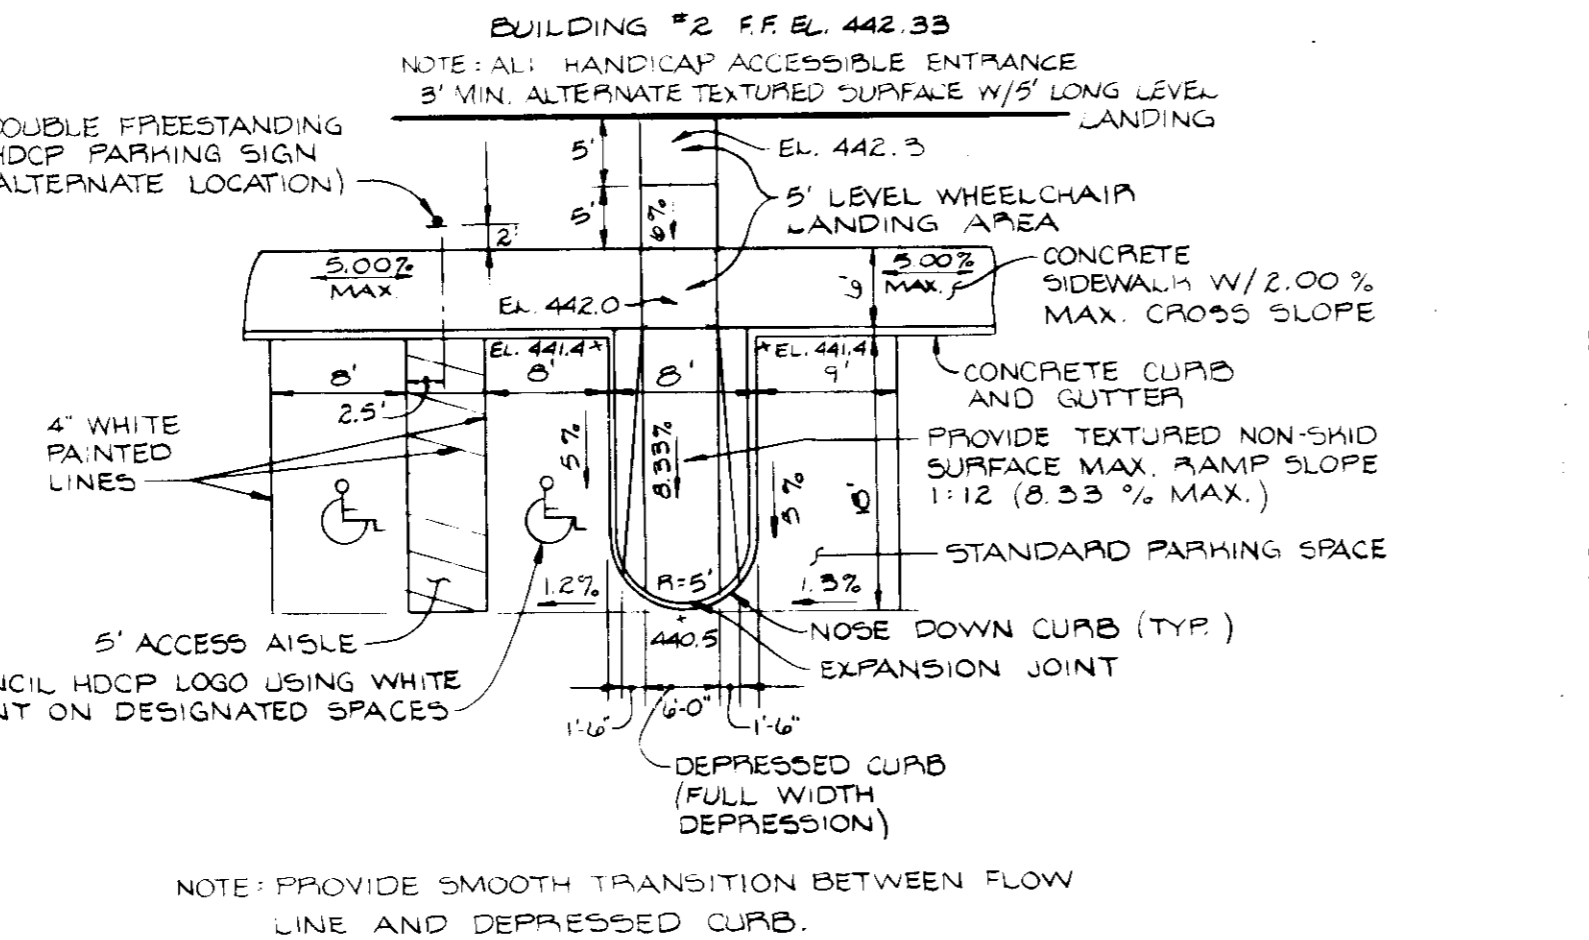 BUILDING #2 F.F. EL. 442.33
NOTE: ALL HANDICAP ACCESSIBLE ENTRANCE
3' MIN. ALTERNATE TEXTURED SURFACE W/5' LONG LEVEL
LANDING
DOUBLE FREESTANDING
HDCP PARKING SIGN
ALTERNATE LOCATION)
5'
EL. 442.3
5'
6%
2'
5' LEVEL WHEELCHAIR
LANDING AREA
5.00%
MAX.
5.00%
MAX.
CONCRETE
SIDEWALK W/2.00%
MAX. CROSS SLOPE
EL. 442.0
EL. 441.4
EL. 441.4
8'
8'
8'
9'
2.5'
CONCRETE CURB
AND GUTTER
4" WHITE
PAINTED
LINES
5%
8.33%
5%
PROVIDE TEXTURED NON-SKID
SURFACE MAX. RAMP SLOPE
1:12 (8.33 % MAX.)
STANDARD PARKING SPACE
1.2%
R=5'
1.3%
5' ACCESS AISLE
440.5
NOSE DOWN CURB (TYP.)
EXPANSION JOINT
NCIL HDCP LOGO USING WHITE
NT ON DESIGNATED SPACES
1'-6"
6'-0"
1'-6"
DEPRESSED CURB
(FULL WIDTH
DEPRESSION)
NOTE: PROVIDE SMOOTH TRANSITION BETWEEN FLOW
LINE AND DEPRESSED CURB.